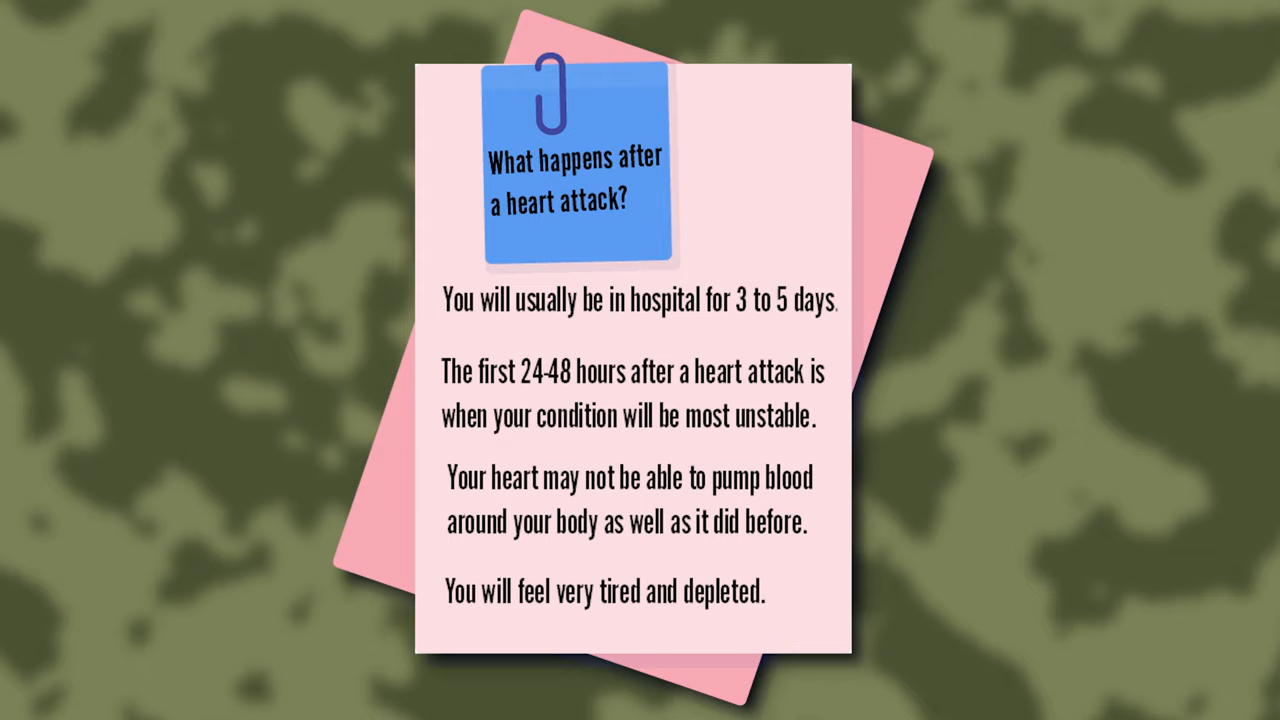 What happens after
a heart attack?
You will usually be in hospital for 3 to 5 days.
The first 24-48 hours after a heart attack is
when your condition will be most unstable.
Your heart may not be able to pump blood
around your body as well as it did before.
You will feel very tired and depleted.